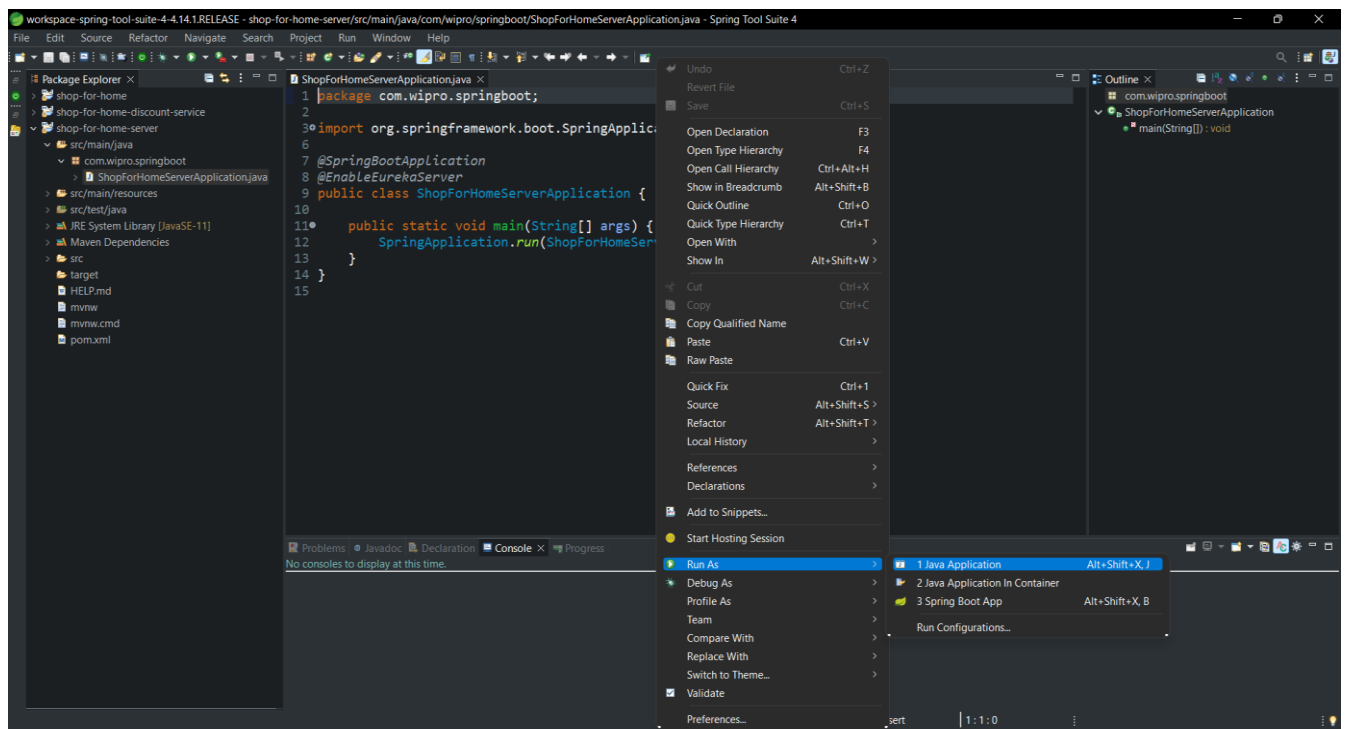 workspace-spring-tool-suite-4-4.14.1.RELEASE - shop-for-home-server/src/main/java/com/wipro/springboot/ShopForHomeServerApplication.java - Spring Tool Suite 4
File Edit Source Refactor Navigate Search Project Run Window Help
Package Explorer
shop-for-home
shop-for-home-discount-service
shop-for-home-server
src/main/java
com.wipro.springboot
ShopForHomeServerApplication.java
src/main/resources
src/test/java
JRE System Library [JavaSE-11]
Maven Dependencies
src
target
HELP.md
mvnw
mvnw.cmd
pom.xml
ShopForHomeServerApplication.java
1 package com.wipro.springboot;
2
3 import org.springframework.boot.SpringApplic
6
7 @SpringBootApplication
8 @EnableEurekaServer
9 public class ShopForHomeServerApplication {
10
11 public static void main(String[] args) {
12 SpringApplication.run(ShopForHomeSer
13 }
14 }
15
Undo Ctrl+Z
Revert File
Save Ctrl+S
Open Declaration F3
Open Type Hierarchy F4
Open Call Hierarchy Ctrl+Alt+H
Show in Breadcrumb Alt+Shift+B
Quick Outline Ctrl+O
Quick Type Hierarchy Ctrl+T
Open With
Show In Alt+Shift+W
Cut Ctrl+X
Copy Ctrl+C
Copy Qualified Name
Paste Ctrl+V
Raw Paste
Quick Fix Ctrl+1
Source Alt+Shift+S
Refactor Alt+Shift+T
Local History
References
Declarations
Add to Snippets...
Start Hosting Session
Run As
Debug As
Profile As
Team
Compare With
Replace With
Switch to Theme...
Validate
Preferences...
1 Java Application Alt+Shift+X, J
2 Java Application In Container
3 Spring Boot App Alt+Shift+X, B
Run Configurations...
Outline
com.wipro.springboot
ShopForHomeServerApplication
main(String[]) : void
Problems Javadoc Declaration Console Progress
No consoles to display at this time.
sert 1 : 1 : 0